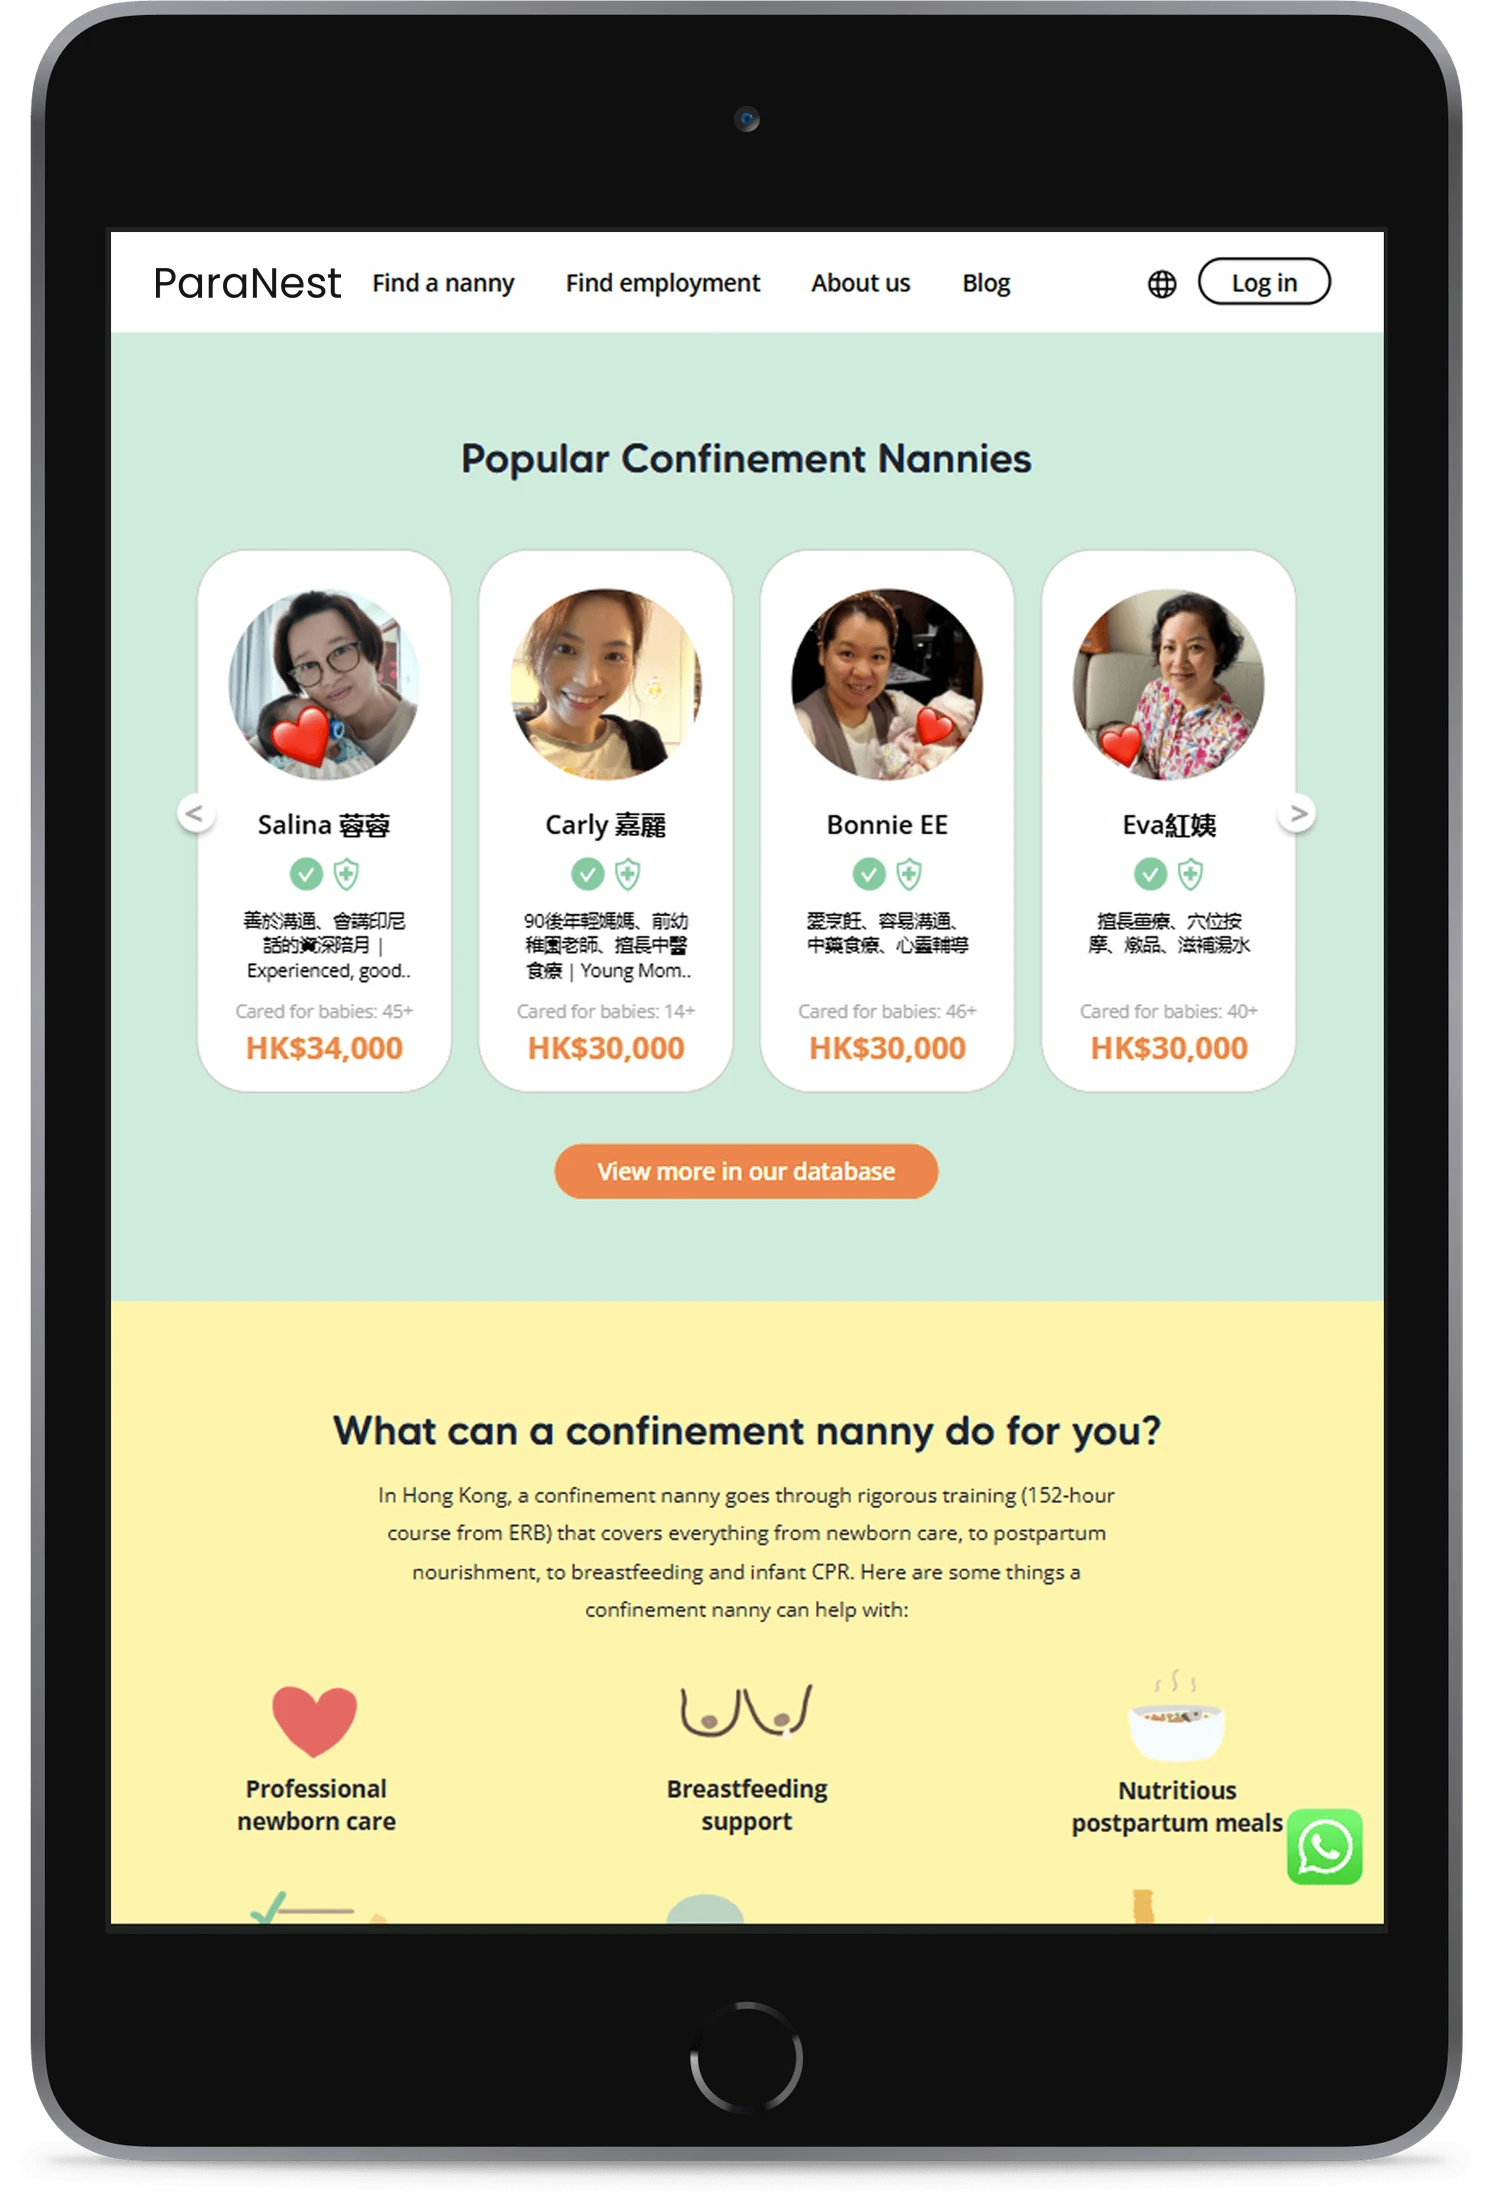 ParaNest
Find a nanny
Find employment
About us
Blog
Log in
Popular Confinement Nannies
Salina 蓉蓉
善於溝通、會講印尼
話的資深陪月 |
Experienced, good..
Cared for babies: 45+
HK$34,000
Carly 嘉麗
90後年輕媽媽、前幼
稚園老師、擅長中醫
食療 | Young Mom..
Cared for babies: 14+
HK$30,000
Bonnie EE
愛烹飪、容易溝通、
中藥食療、心靈輔導
Cared for babies: 46+
HK$30,000
Eva紅姨
擅長薑療、穴位按
摩、燉品、滋補湯水
Cared for babies: 40+
HK$30,000
<
>
View more in our database
What can a confinement nanny do for you?
In Hong Kong, a confinement nanny goes through rigorous training (152-hour
course from ERB) that covers everything from newborn care, to postpartum
nourishment, to breastfeeding and infant CPR. Here are some things a
confinement nanny can help with:
Professional
newborn care
Breastfeeding
support
Nutritious
postpartum meals